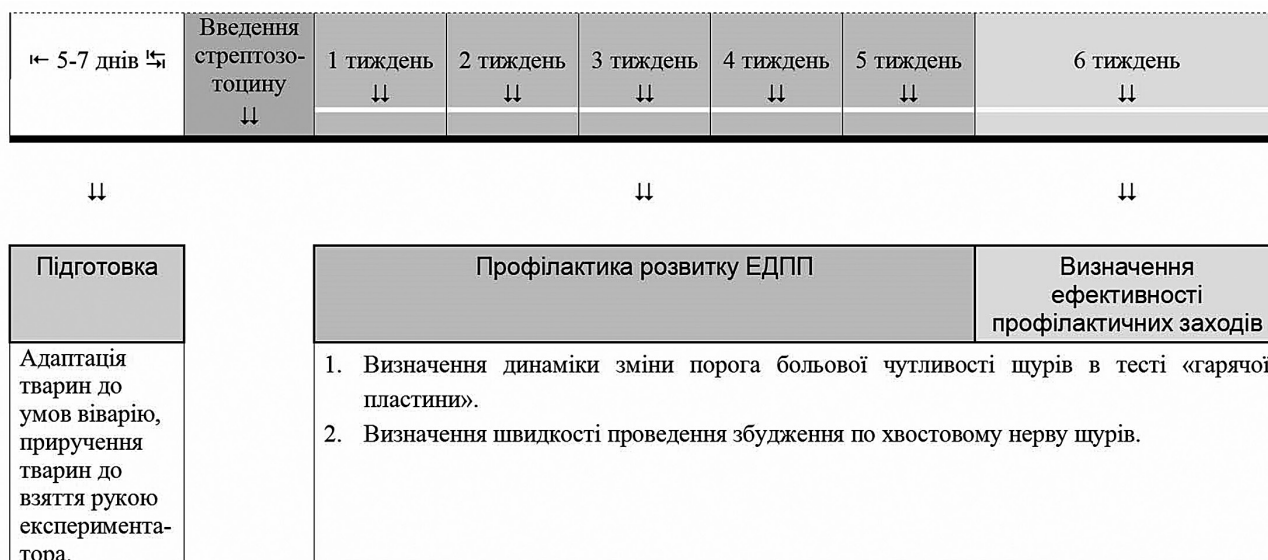 ⇤ 5-7 днів ↹
Введення
стрептозо-
тоцину
⇊
1 тиждень
⇊
2 тиждень
⇊
3 тиждень
⇊
4 тиждень
⇊
5 тиждень
⇊
6 тиждень
⇊
⇊ ⇊ ⇊
Підготовка
Профілактика розвитку ЕДПП
Визначення
ефективності
профілактичних заходів
Адаптація
тварин до
умов віварію,
приручення
тварин до
взяття рукою
експеримента-
тора.
1. Визначення динаміки зміни порога больової чутливості щурів в тесті «гарячої
пластини».
2. Визначення швидкості проведення збудження по хвостовому нерву щурів.